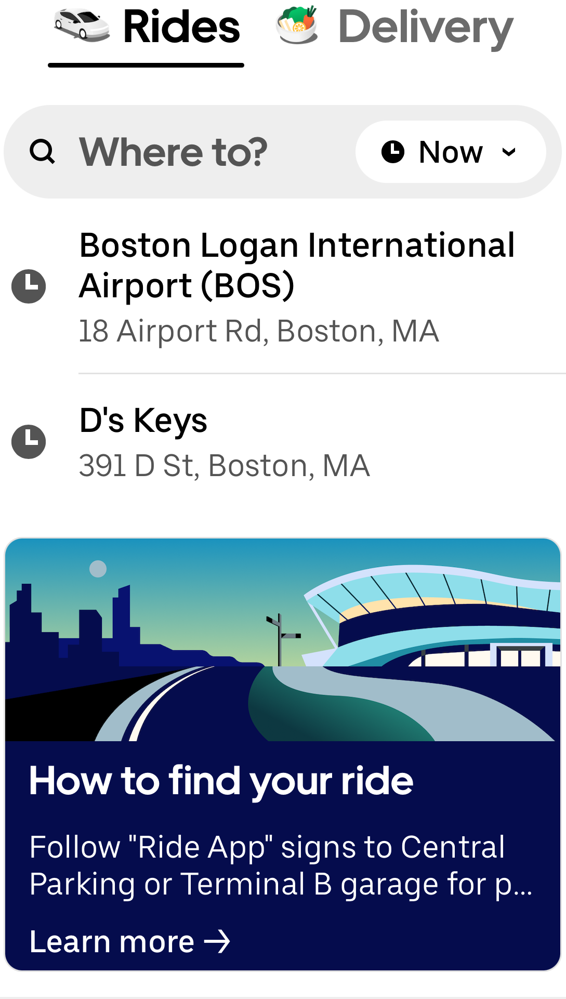 Rides
Delivery
Where to?
Now
Boston Logan International
Airport (BOS)
18 Airport Rd, Boston, MA
D's Keys
391 D St, Boston, MA
How to find your ride
Follow "Ride App" signs to Central
Parking or Terminal B garage for p...
Learn more →